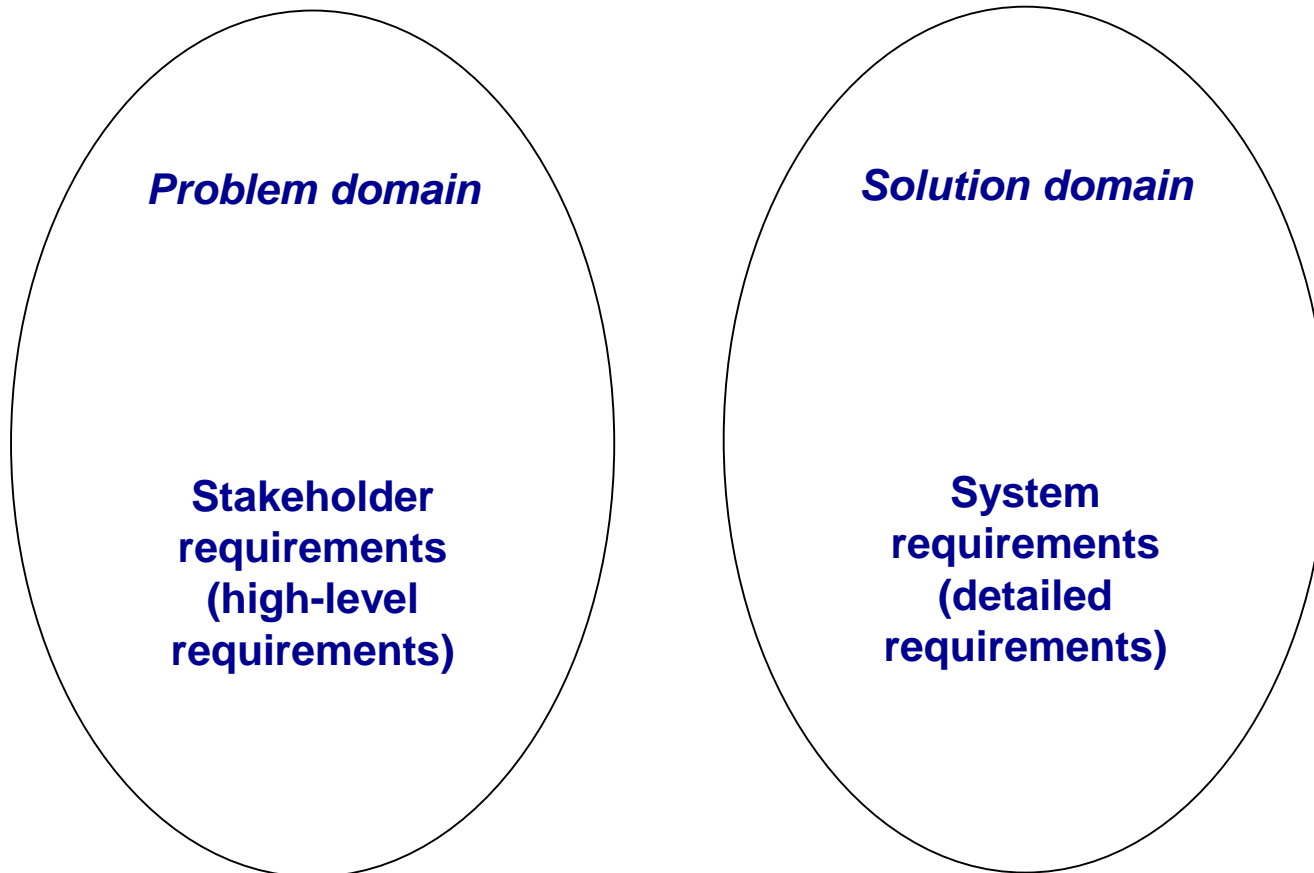 Problem domain
Stakeholder
requirements
(high-level
requirements)
Solution domain
System
requirements
(detailed
requirements)